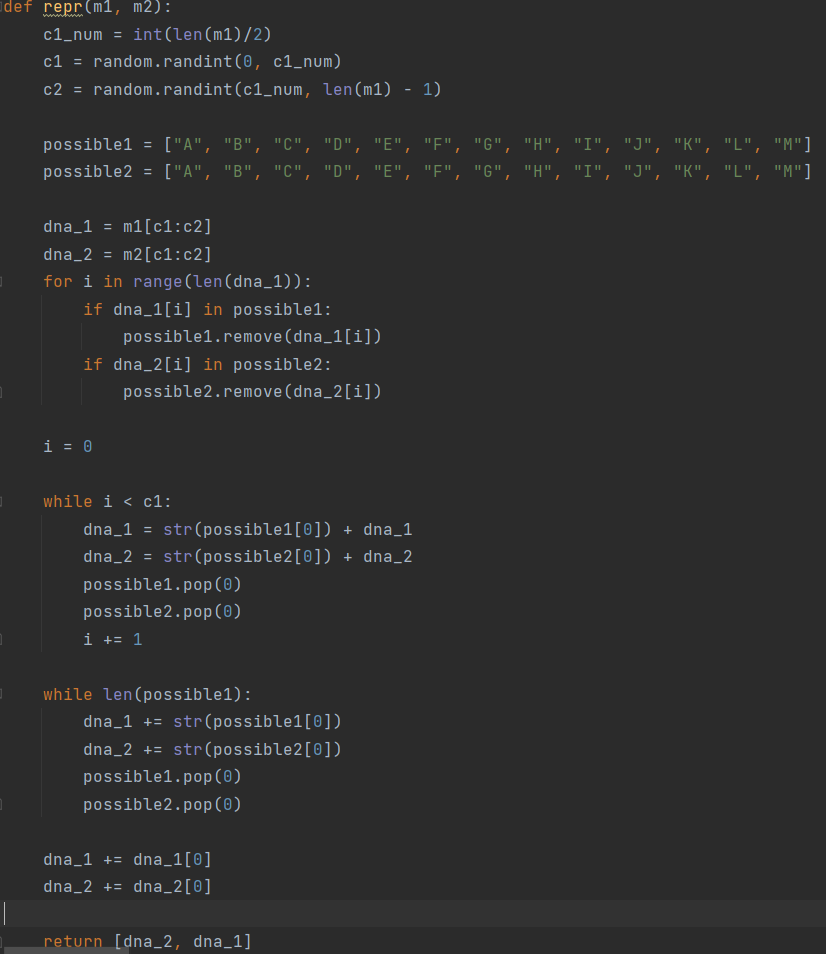 def repr(m1, m2):
    c1_num = int(len(m1)/2)
    c1 = random.randint(0, c1_num)
    c2 = random.randint(c1_num, len(m1) - 1)

    possible1 = ["A", "B", "C", "D", "E", "F", "G", "H", "I", "J", "K", "L", "M"]
    possible2 = ["A", "B", "C", "D", "E", "F", "G", "H", "I", "J", "K", "L", "M"]

    dna_1 = m1[c1:c2]
    dna_2 = m2[c1:c2]
    for i in range(len(dna_1)):
        if dna_1[i] in possible1:
            possible1.remove(dna_1[i])
        if dna_2[i] in possible2:
            possible2.remove(dna_2[i])

    i = 0

    while i < c1:
        dna_1 = str(possible1[0]) + dna_1
        dna_2 = str(possible2[0]) + dna_2
        possible1.pop(0)
        possible2.pop(0)
        i += 1

    while len(possible1):
        dna_1 += str(possible1[0])
        dna_2 += str(possible2[0])
        possible1.pop(0)
        possible2.pop(0)

    dna_1 += dna_1[0]
    dna_2 += dna_2[0]

    return [dna_2, dna_1]